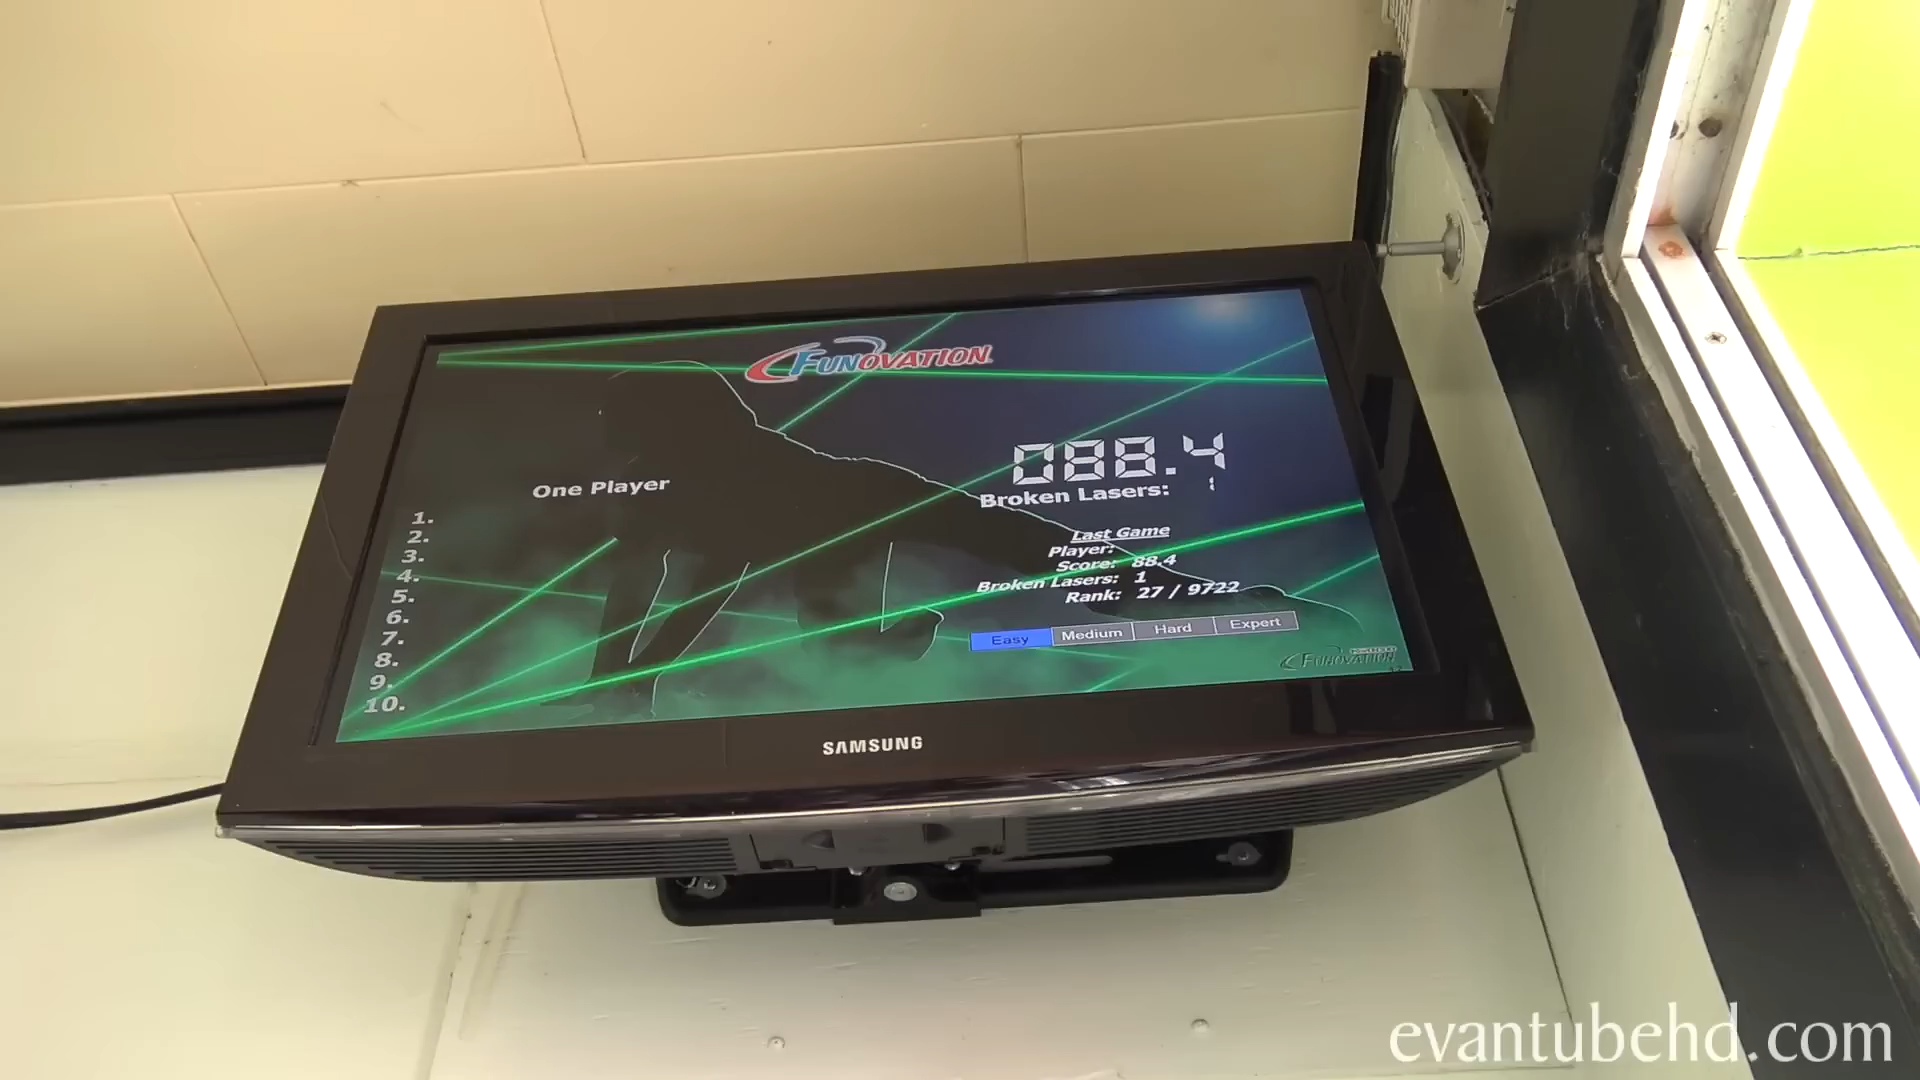 FUNOVATION
One Player
1.
2.
3.
4.
5.
6.
7.
8.
9.
10.
088.4
Broken Lasers: 1
Last Game
Player:
Score: 88.4
Broken Lasers: 1
Rank: 27 / 9722
Easy Medium Hard Expert
FUNOVATION
SAMSUNG
evantubehd.com